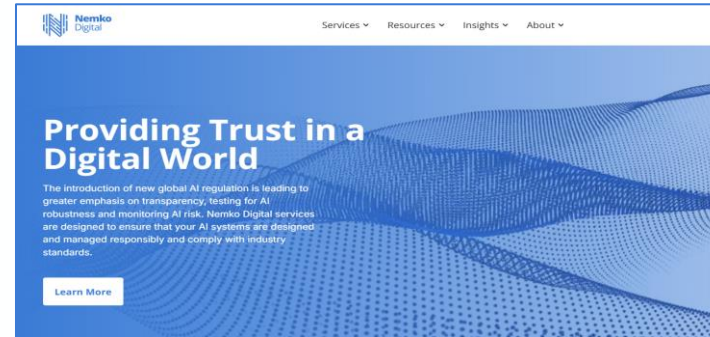 Nemko
Digital
Services Resources Insights About
Providing Trust in a
Digital World
The introduction of new global AI regulation is leading to
greater emphasis on transparency, testing for AI
robustness and monitoring AI risk. Nemko Digital services
are designed to ensure that your AI systems are designed
and managed responsibly and comply with industry
standards.
Learn More